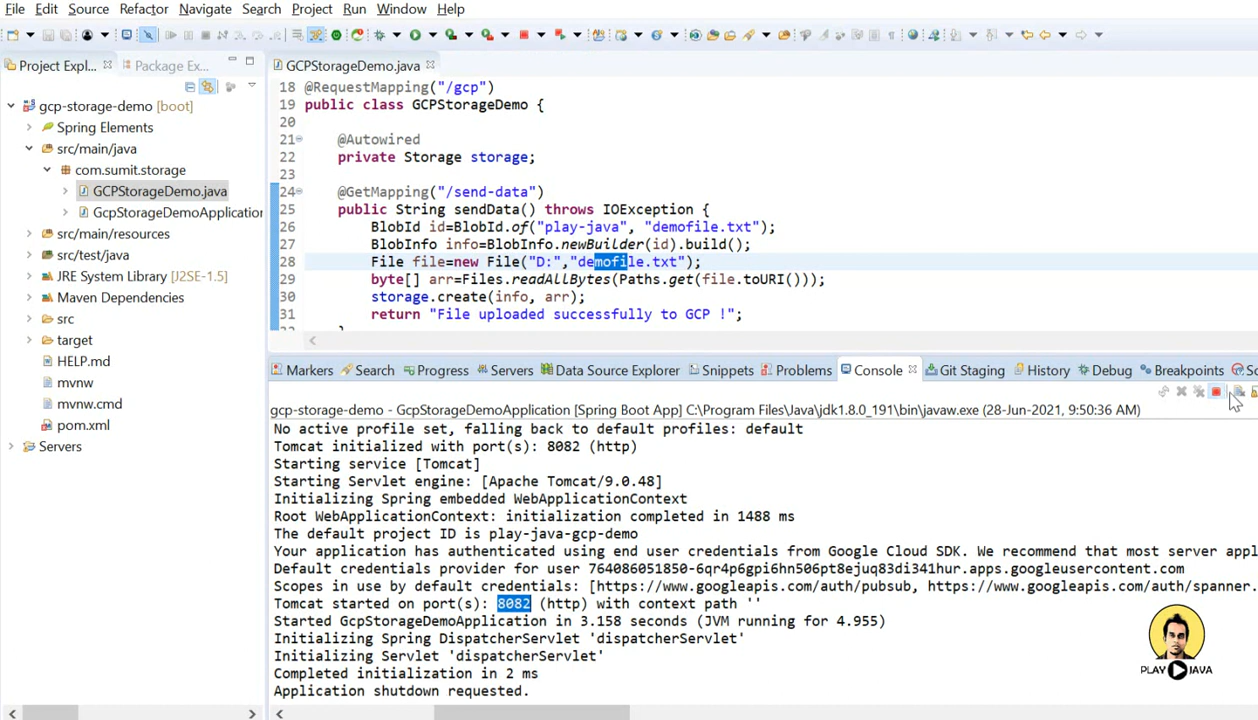 File Edit Source Refactor Navigate Search Project Run Window Help
Project Expl... Package Ex...
gcp-storage-demo [boot]
Spring Elements
src/main/java
com.sumit.storage
GCPStorageDemo.java
GcpStorageDemoApplication
src/main/resources
src/test/java
JRE System Library [J2SE-1.5]
Maven Dependencies
src
target
HELP.md
mvnw
mvnw.cmd
pom.xml
Servers
GCPStorageDemo.java
18 @RequestMapping("/gcp")
19 public class GCPStorageDemo {
20
21 @Autowired
22 private Storage storage;
23
24 @GetMapping("/send-data")
25 public String sendData() throws IOException {
26 BlobId id=BlobId.of("play-java", "demofile.txt");
27 BlobInfo info=BlobInfo.newBuilder(id).build();
28 File file=new File("D:","demofile.txt");
29 byte[] arr=Files.readAllBytes(Paths.get(file.toURI()));
30 storage.create(info, arr);
31 return "File uploaded successfully to GCP !";
Markers Search Progress Servers Data Source Explorer Snippets Problems Console Git Staging History Debug Breakpoints
gcp-storage-demo - GcpStorageDemoApplication [Spring Boot App] C:\Program Files\Java\jdk1.8.0_191\bin\javaw.exe (28-Jun-2021, 9:50:36 AM)
No active profile set, falling back to default profiles: default
Tomcat initialized with port(s): 8082 (http)
Starting service [Tomcat]
Starting Servlet engine: [Apache Tomcat/9.0.48]
Initializing Spring embedded WebApplicationContext
Root WebApplicationContext: initialization completed in 1488 ms
The default project ID is play-java-gcp-demo
Your application has authenticated using end user credentials from Google Cloud SDK. We recommend that most server appl
Default credentials provider for user 764086051850-6qr4p6gpi6hn506pt8ejuq83di341hur.apps.googleusercontent.com
Scopes in use by default credentials: [https://www.googleapis.com/auth/pubsub, https://www.googleapis.com/auth/spanner.
Tomcat started on port(s): 8082 (http) with context path ''
Started GcpStorageDemoApplication in 3.158 seconds (JVM running for 4.955)
Initializing Spring DispatcherServlet 'dispatcherServlet'
Initializing Servlet 'dispatcherServlet'
Completed initialization in 2 ms
Application shutdown requested.
PLAY JAVA